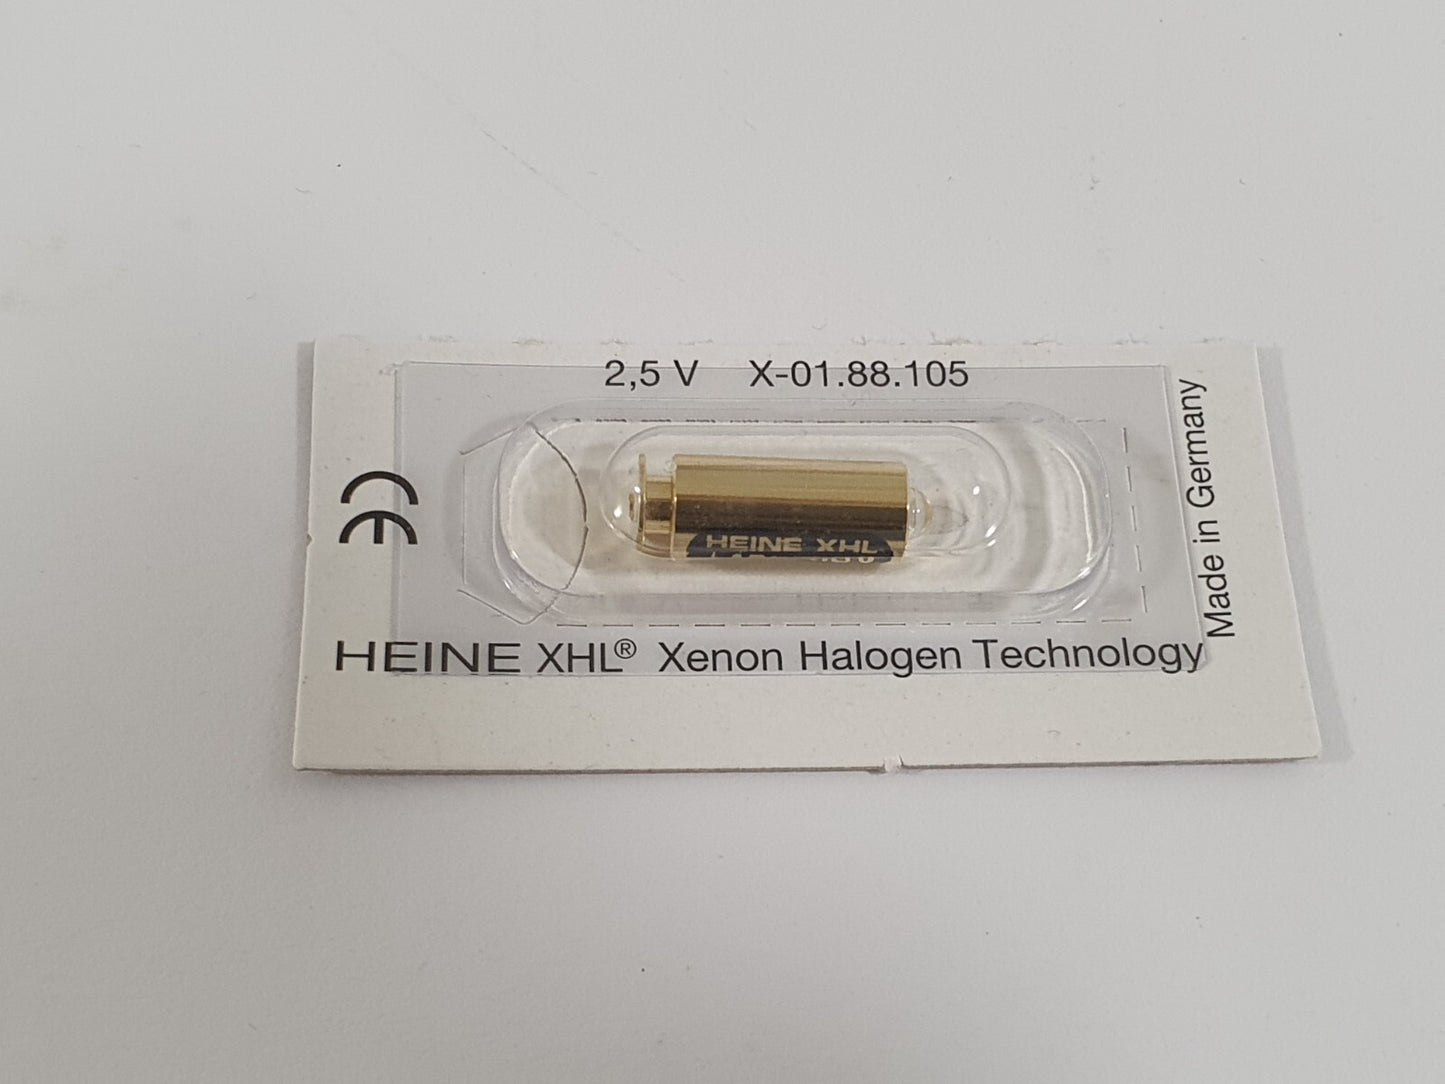 2,5 V X-01.88.105
CE
HEINE XHL
HEINE XHL® Xenon Halogen Technology
Made in Germany